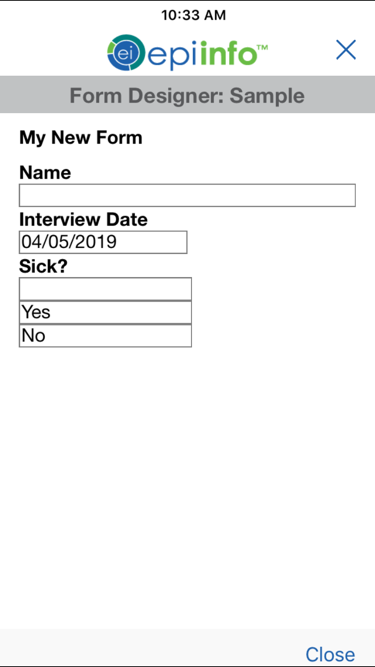 10:33 AM
ei epiinfo™
Form Designer: Sample
My New Form
Name
Interview Date
04/05/2019
Sick?
Yes
No
Close